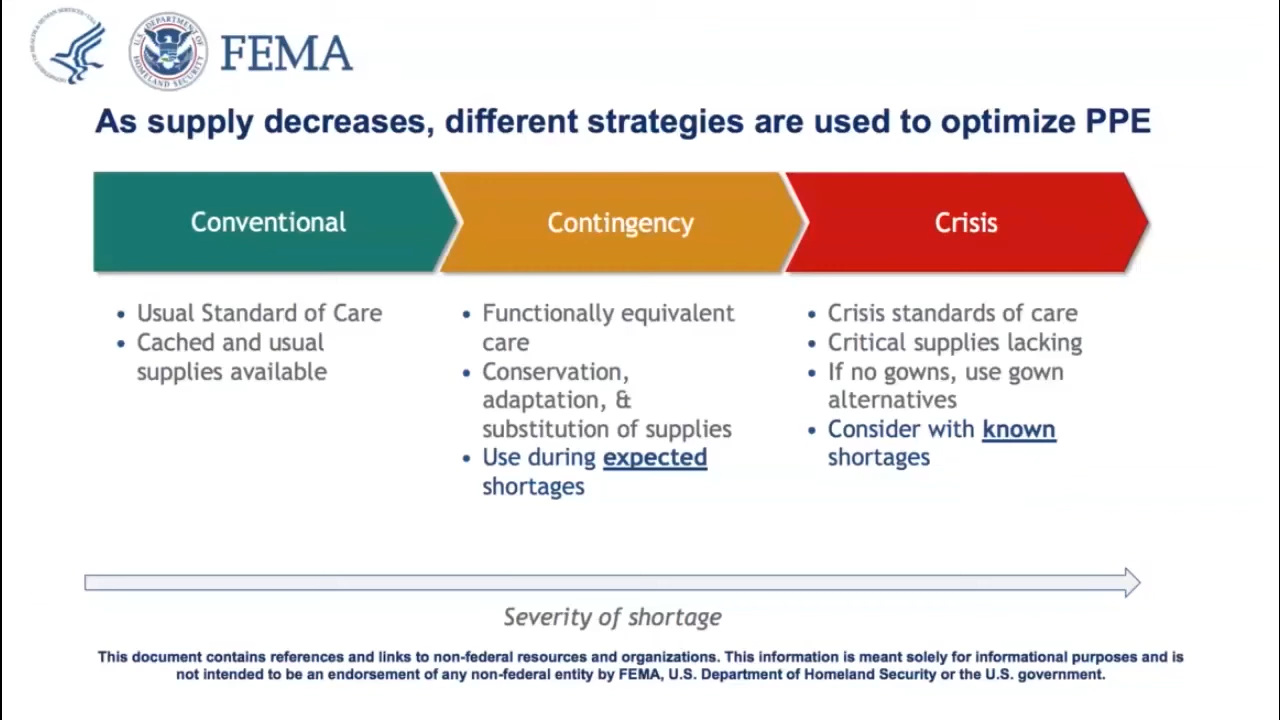 FEMA
As supply decreases, different strategies are used to optimize PPE
Conventional
Contingency
Crisis
• Usual Standard of Care
• Cached and usual
supplies available
• Functionally equivalent
care
• Conservation,
adaptation, &
substitution of supplies
• Use during expected
shortages
• Crisis standards of care
• Critical supplies lacking
• If no gowns, use gown
alternatives
• Consider with known
shortages
Severity of shortage
This document contains references and links to non-federal resources and organizations. This information is meant solely for informational purposes and is
not intended to be an endorsement of any non-federal entity by FEMA, U.S. Department of Homeland Security or the U.S. government.